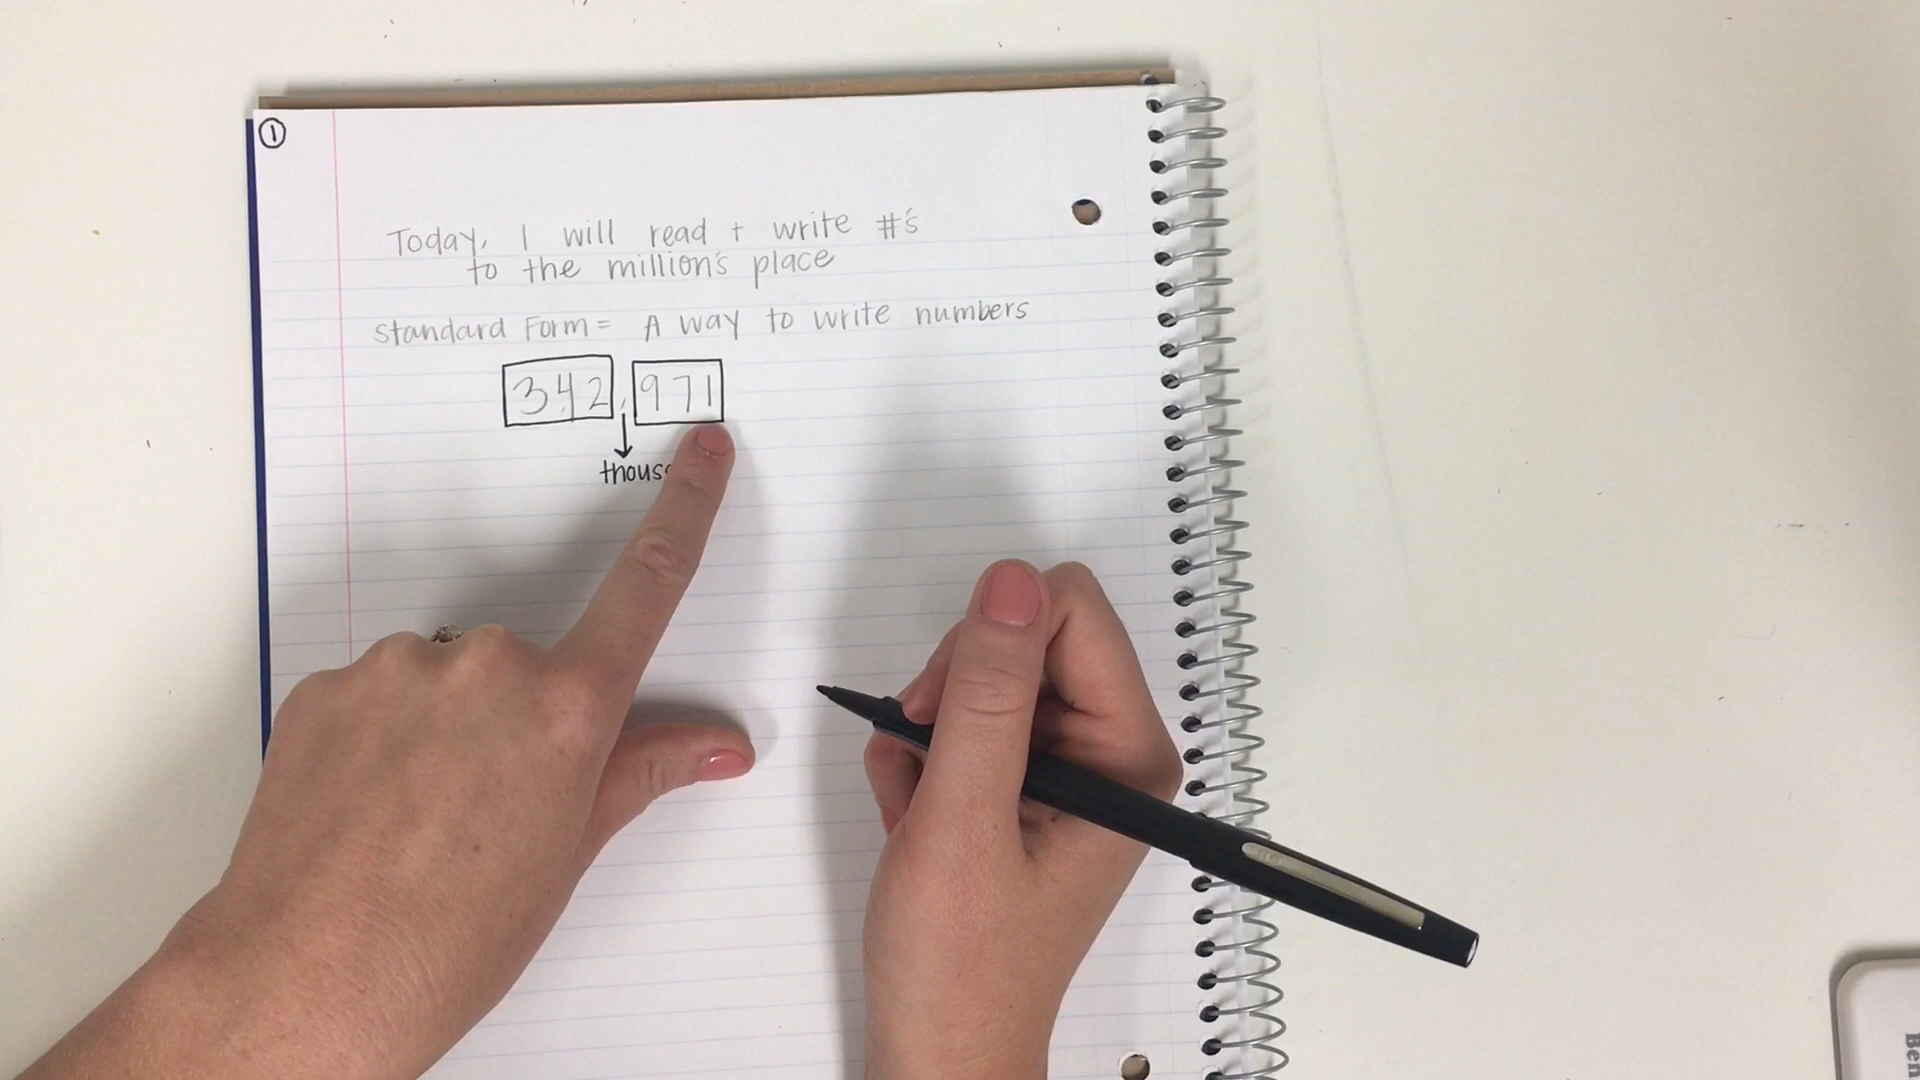 ①
Today, I will read + write #'s
to the million's place
Standard Form = A way to write numbers
342,971